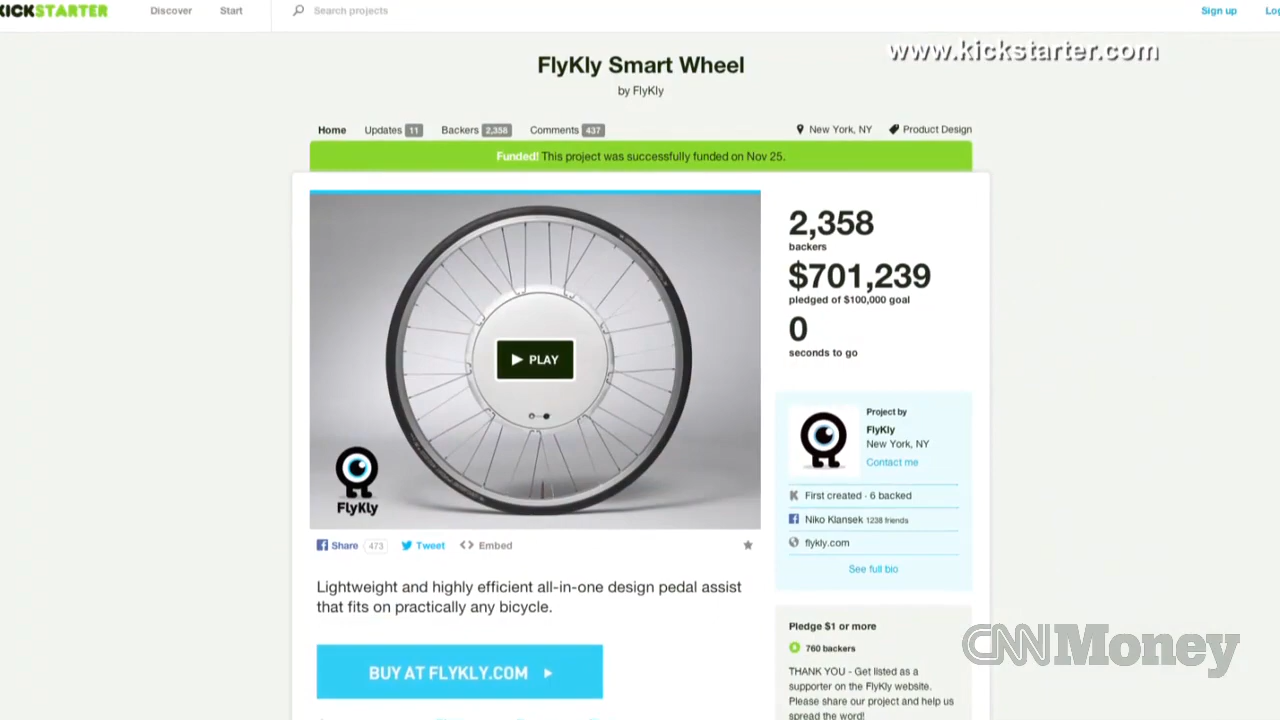 KICKSTARTER
Discover
Start
Search projects
Sign up
www.kickstarter.com
FlyKly Smart Wheel
by FlyKly
Home
Updates 11
Backers 2,358
Comments 437
New York, NY
Product Design
Funded! This project was successfully funded on Nov 25.
PLAY
FlyKly
2,358
backers
$701,239
pledged of $100,000 goal
0
seconds to go
Project by
FlyKly
New York, NY
Contact me
First created · 6 backed
Niko Klansek 1238 friends
flykly.com
See full bio
Share 473
Tweet
Embed
Lightweight and highly efficient all-in-one design pedal assist
that fits on practically any bicycle.
BUY AT FLYKLY.COM
Pledge $1 or more
760 backers
THANK YOU - Get listed as a
supporter on the FlyKly website.
Please share our project and help us
spread the word!
CNNMoney